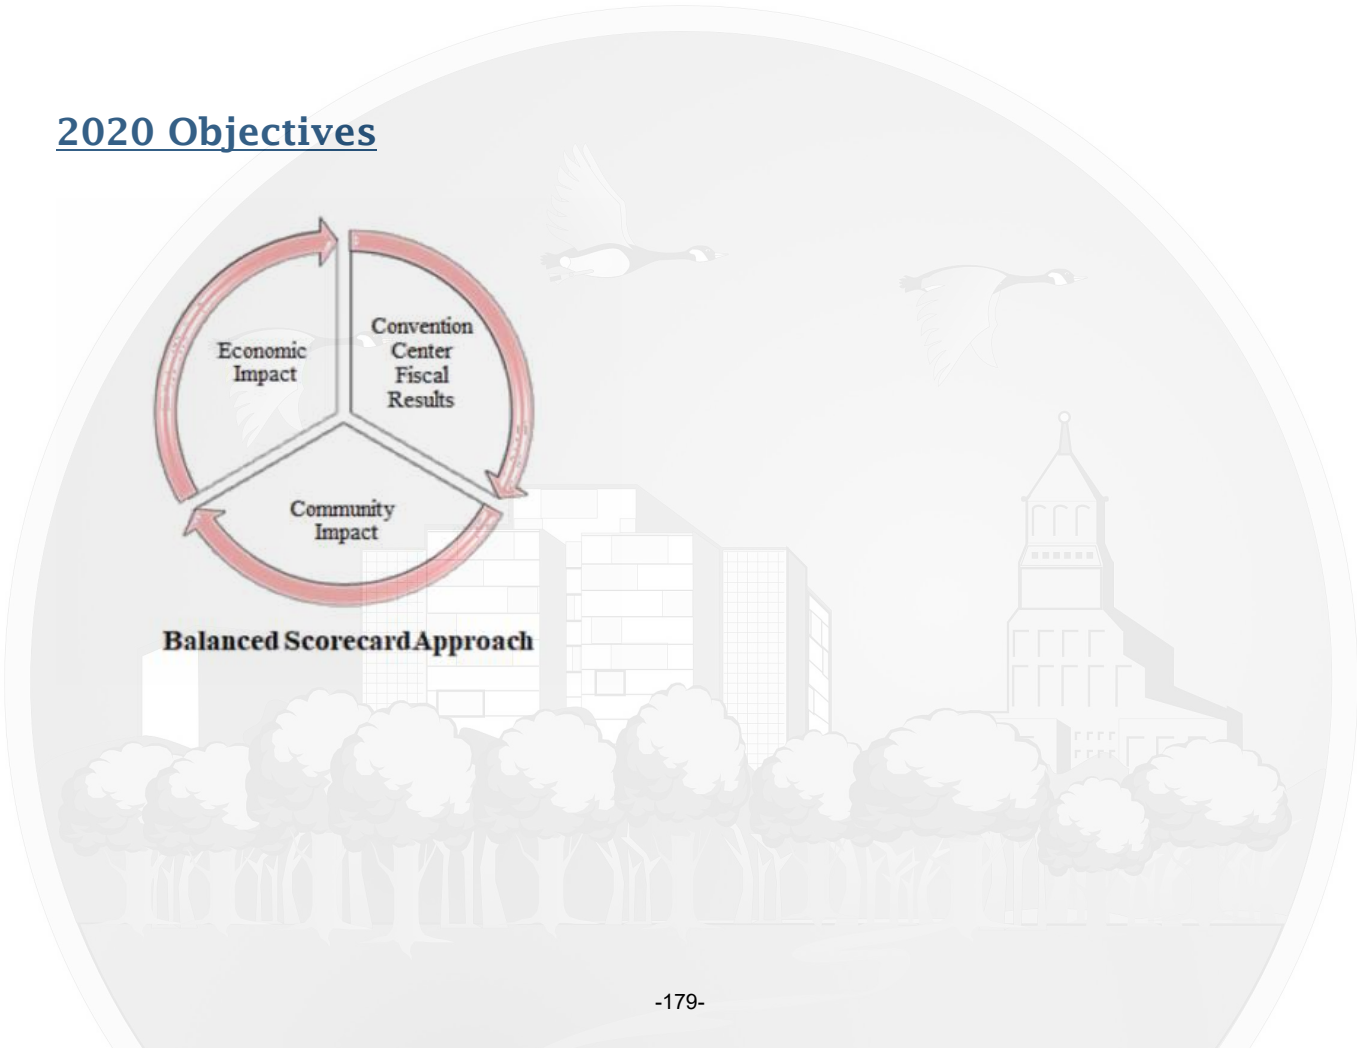 2020 Objectives
Economic
Impact
Convention
Center
Fiscal
Results
Community
Impact
Balanced Scorecard Approach
-179-